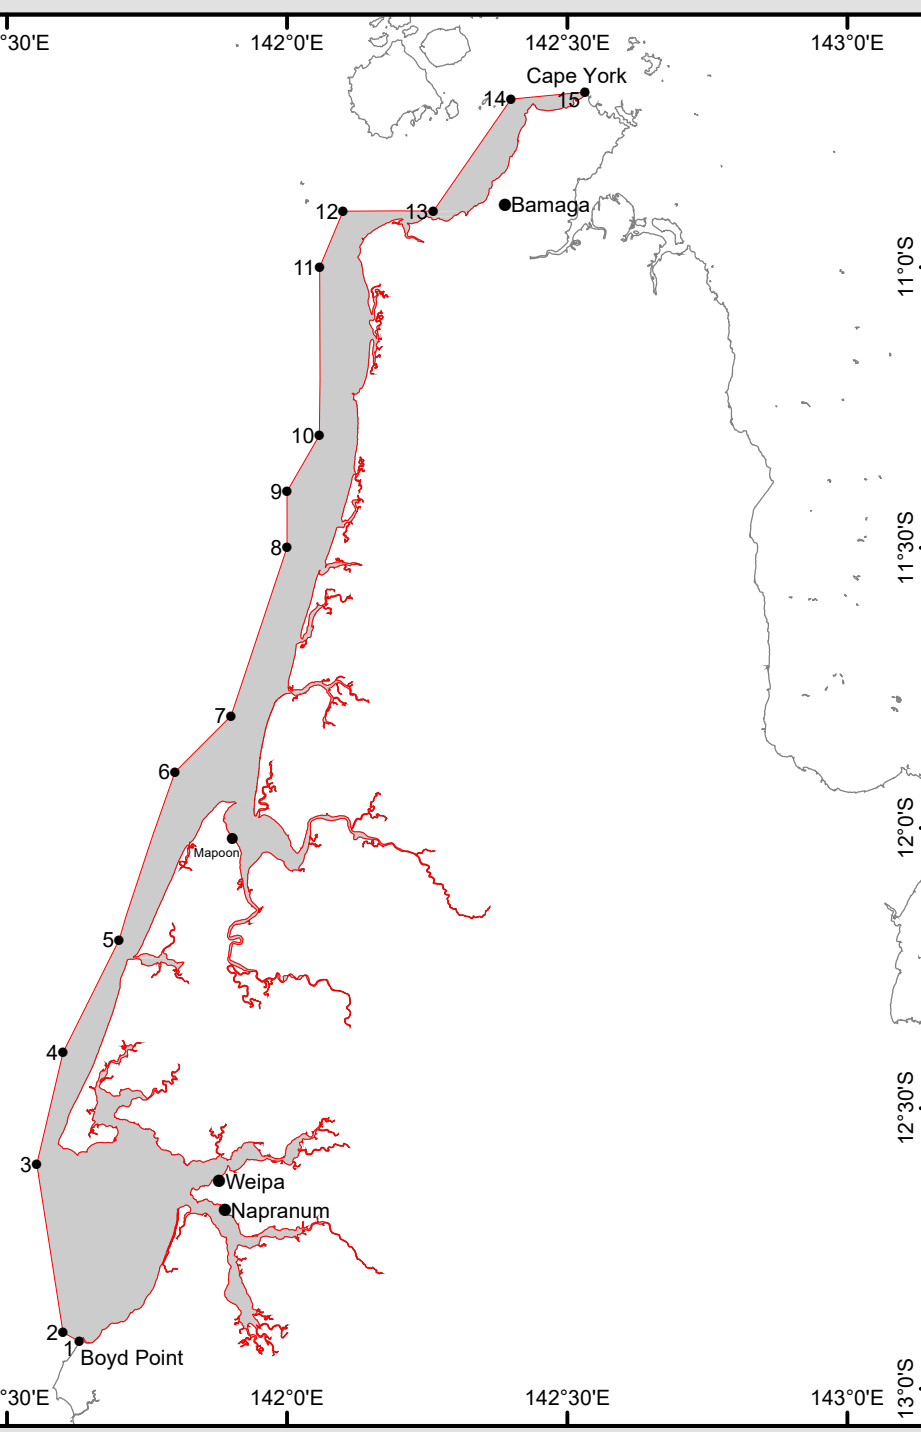 °30'E
142°0'E
142°30'E
143°0'E
Cape York
14
15
12
13
Bamaga
11
11°0'S
10
9
8
11°30'S
7
6
12°0'S
Mapoon
5
4
12°30'S
3
Weipa
Napranum
2
1
Boyd Point
13°0'S
°30'E
142°0'E
142°30'E
143°0'E